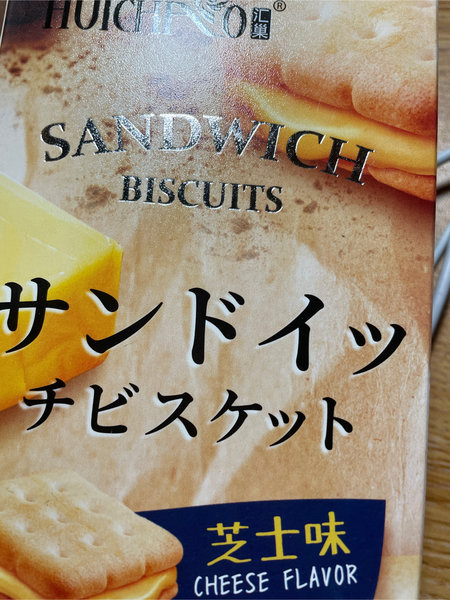 汇巢
®
SANDWICH
BISCUITS
サンドイッ
チビスケット
芝士味
CHEESE FLAVOR